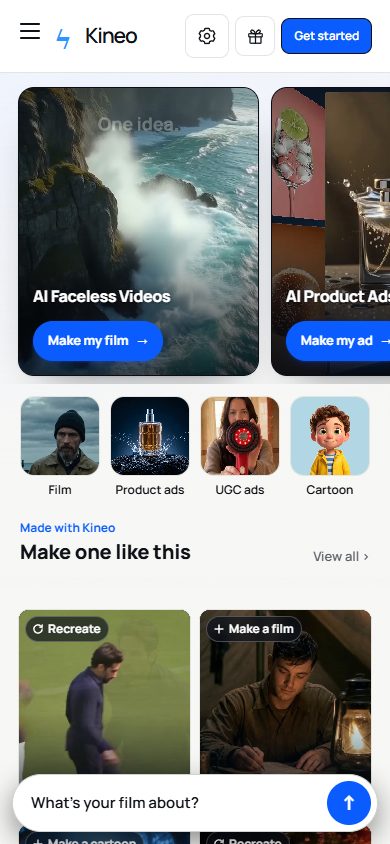 Kineo
Get started
One idea.
AI Faceless Videos
Make my film →
AI Product Ads
Make my ad →
Film
Product ads
UGC ads
Cartoon
Made with Kineo
Make one like this
View all ›
Recreate
+ Make a film
What's your film about?
+ Make a cartoon
Recreate